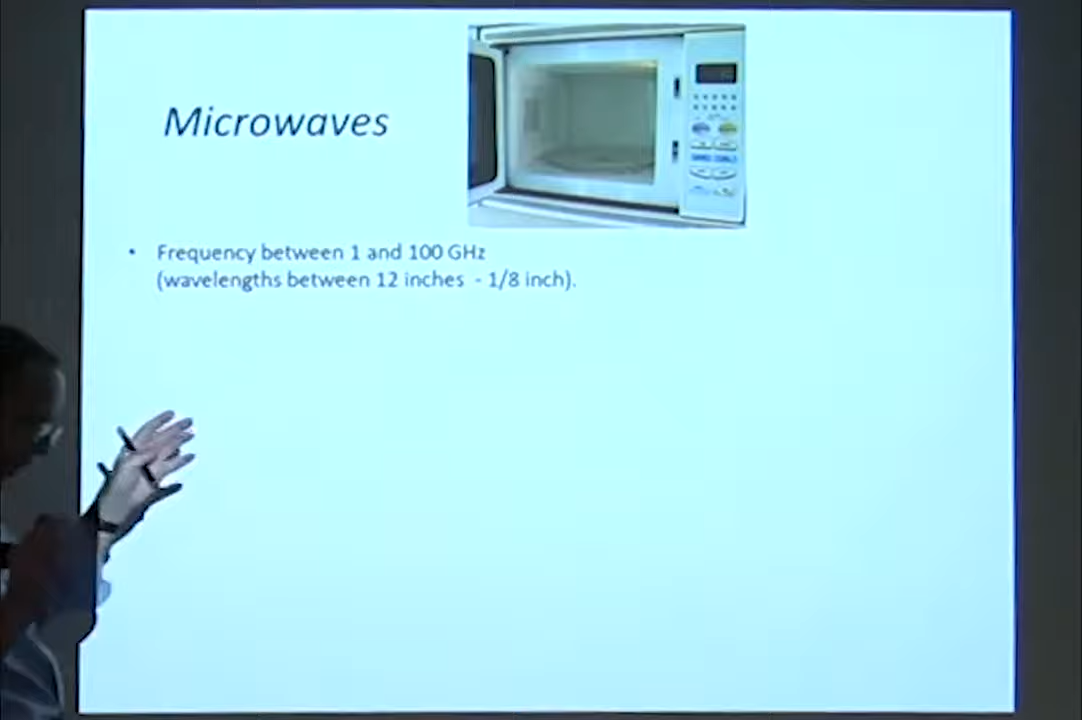 Microwaves
• Frequency between 1 and 100 GHz
(wavelengths between 12 inches - 1/8 inch).